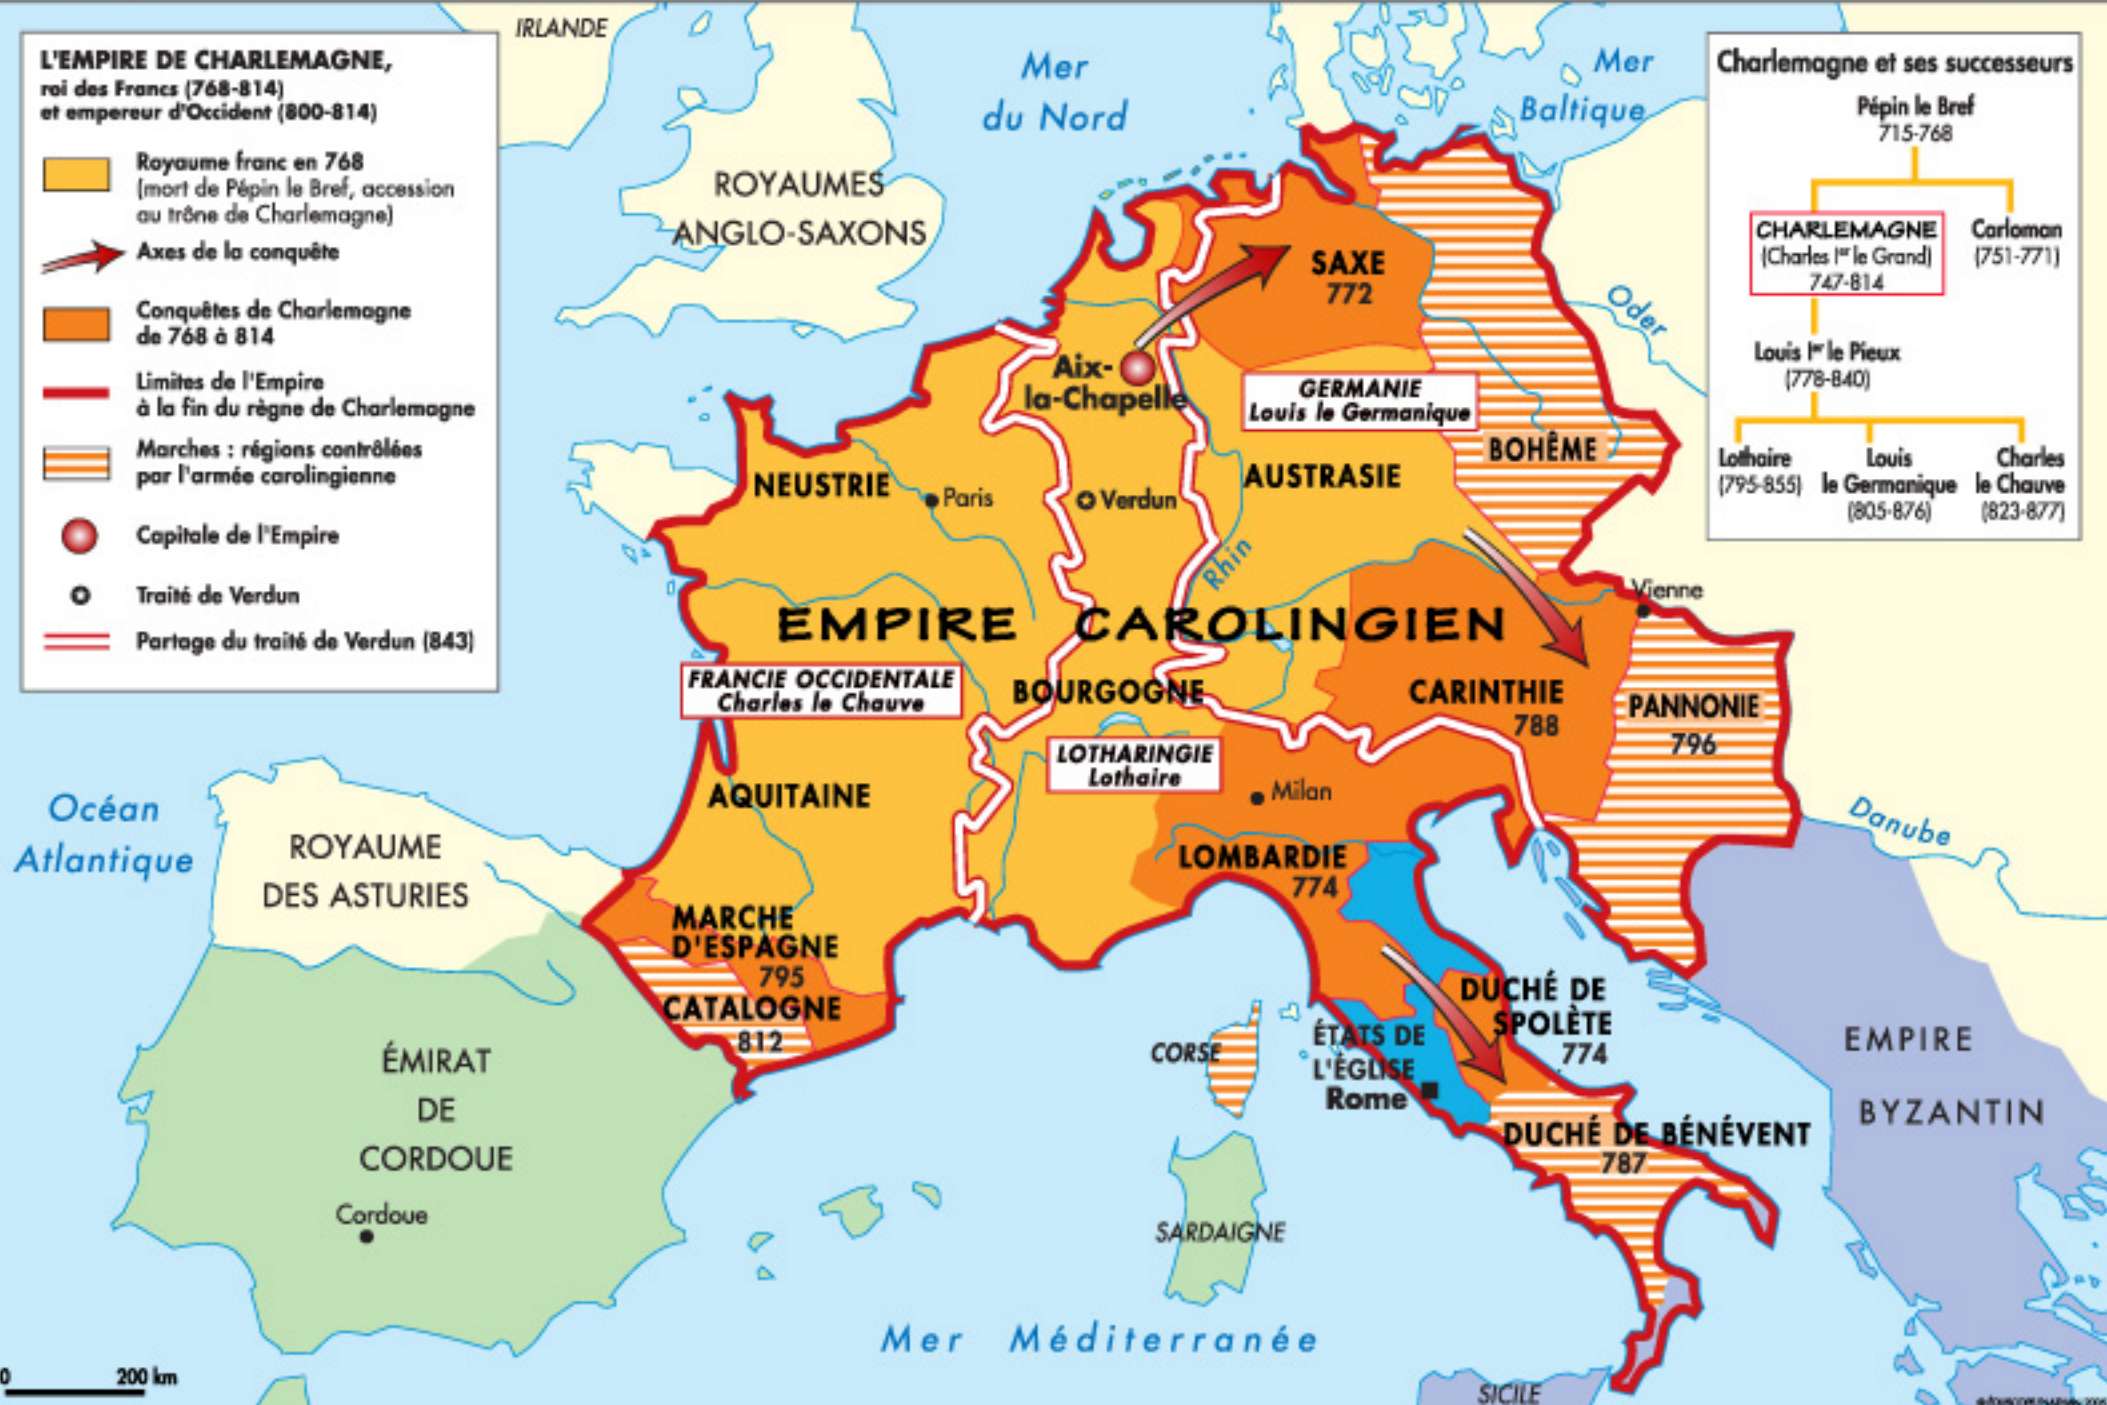 L'EMPIRE DE CHARLEMAGNE,
roi des Francs (768-814)
et empereur d'Occident (800-814)
Royaume franc en 768
(mort de Pépin le Bref, accession
au trône de Charlemagne)
Axes de la conquête
Conquêtes de Charlemagne
de 768 à 814
Limites de l'Empire
à la fin du règne de Charlemagne
Marches : régions contrôlées
par l'armée carolingienne
Capitale de l'Empire
Traité de Verdun
Partage du traité de Verdun (843)
Charlemagne et ses successeurs
Pépin le Bref
715-768
CHARLEMAGNE
(Charles Ier le Grand)
747-814
Carloman
(751-771)
Louis Ier le Pieux
(778-840)
Lothaire
(795-855)
Louis
le Germanique
(805-876)
Charles
le Chauve
(823-877)
IRLANDE
Mer
du Nord
Mer
Baltique
ROYAUMES
ANGLO-SAXONS
SAXE
772
Oder
Aix-
la-Chapelle
GERMANIE
Louis le Germanique
BOHÊME
NEUSTRIE
Paris
Verdun
AUSTRASIE
Rhin
Vienne
EMPIRE CAROLINGIEN
FRANCIE OCCIDENTALE
Charles le Chauve
BOURGOGNE
CARINTHIE
788
PANNONIE
796
LOTHARINGIE
Lothaire
Milan
AQUITAINE
Océan
Atlantique
Danube
ROYAUME
DES ASTURIES
LOMBARDIE
774
MARCHE
D'ESPAGNE
795
CATALOGNE
812
DUCHÉ DE
SPOLÈTE
774
ÉTATS DE
L'ÉGLISE
Rome
CORSE
ÉMIRAT
DE
CORDOUE
Cordoue
EMPIRE
BYZANTIN
DUCHÉ DE BÉNÉVENT
787
SARDAIGNE
Mer Méditerranée
SICILE
0 200 km